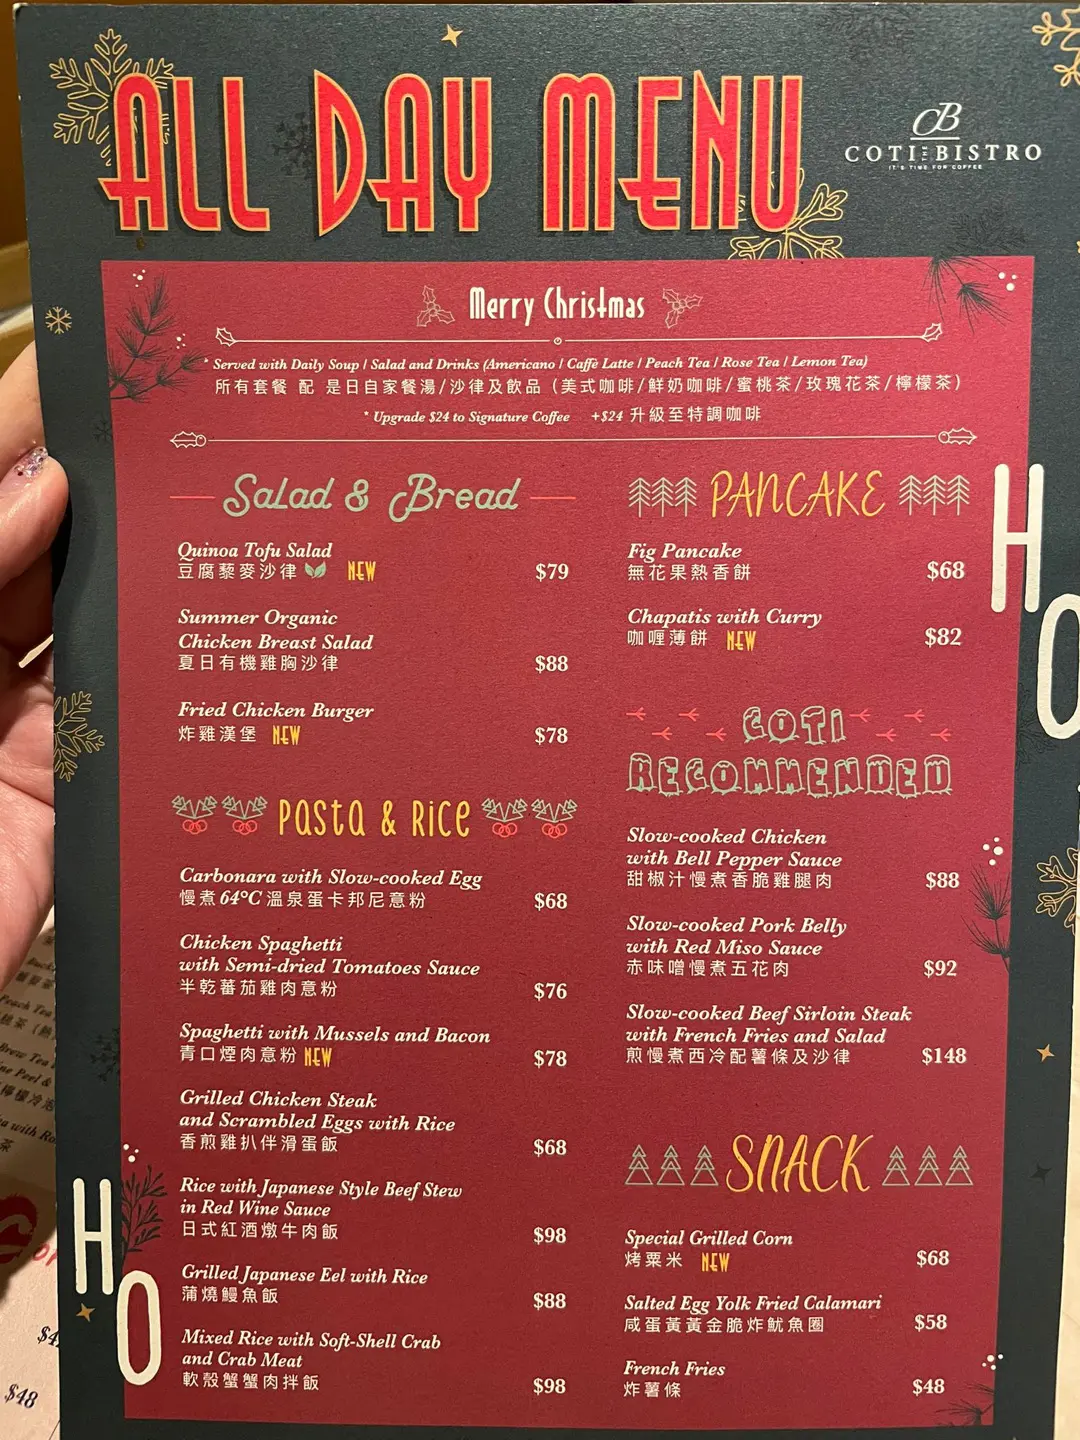 ALL DAY MENU
CB
COTI THE BISTRO
IT'S TIME FOR COFFEE
Merry Christmas
* Served with Daily Soup / Salad and Drinks (Americano / Caffè Latte / Peach Tea / Rose Tea / Lemon Tea)
所有套餐 配 是日自家餐湯/沙律及飲品（美式咖啡/鮮奶咖啡/蜜桃茶/玫瑰花茶/檸檬茶）
* Upgrade $24 to Signature Coffee +$24 升級至特調咖啡
Salad & Bread
Quinoa Tofu Salad
豆腐藜麥沙律 NEW $79
Summer Organic
Chicken Breast Salad
夏日有機雞胸沙律 $88
Fried Chicken Burger
炸雞漢堡 NEW $78
Pasta & Rice
Carbonara with Slow-cooked Egg
慢煮64°C溫泉蛋卡邦尼意粉 $68
Chicken Spaghetti
with Semi-dried Tomatoes Sauce
半乾蕃茄雞肉意粉 $76
Spaghetti with Mussels and Bacon
青口煙肉意粉 NEW $78
Grilled Chicken Steak
and Scrambled Eggs with Rice
香煎雞扒伴滑蛋飯 $68
Rice with Japanese Style Beef Stew
in Red Wine Sauce
日式紅酒燉牛肉飯 $98
Grilled Japanese Eel with Rice
蒲燒鰻魚飯 $88
Mixed Rice with Soft-Shell Crab
and Crab Meat
軟殼蟹蟹肉拌飯 $98
PANCAKE
Fig Pancake
無花果熱香餅 $68
Chapatis with Curry
咖喱薄餅 NEW $82
COTI
RECOMMENDED
Slow-cooked Chicken
with Bell Pepper Sauce
甜椒汁慢煮香脆雞腿肉 $88
Slow-cooked Pork Belly
with Red Miso Sauce
赤味噌慢煮五花肉 $92
Slow-cooked Beef Sirloin Steak
with French Fries and Salad
煎慢煮西冷配薯條及沙律 $148
SNACK
Special Grilled Corn
烤粟米 NEW $68
Salted Egg Yolk Fried Calamari
咸蛋黃黃金脆炸魷魚圈 $58
French Fries
炸薯條 $48
HO
HO
Peach Tea
Brew Tea
$48